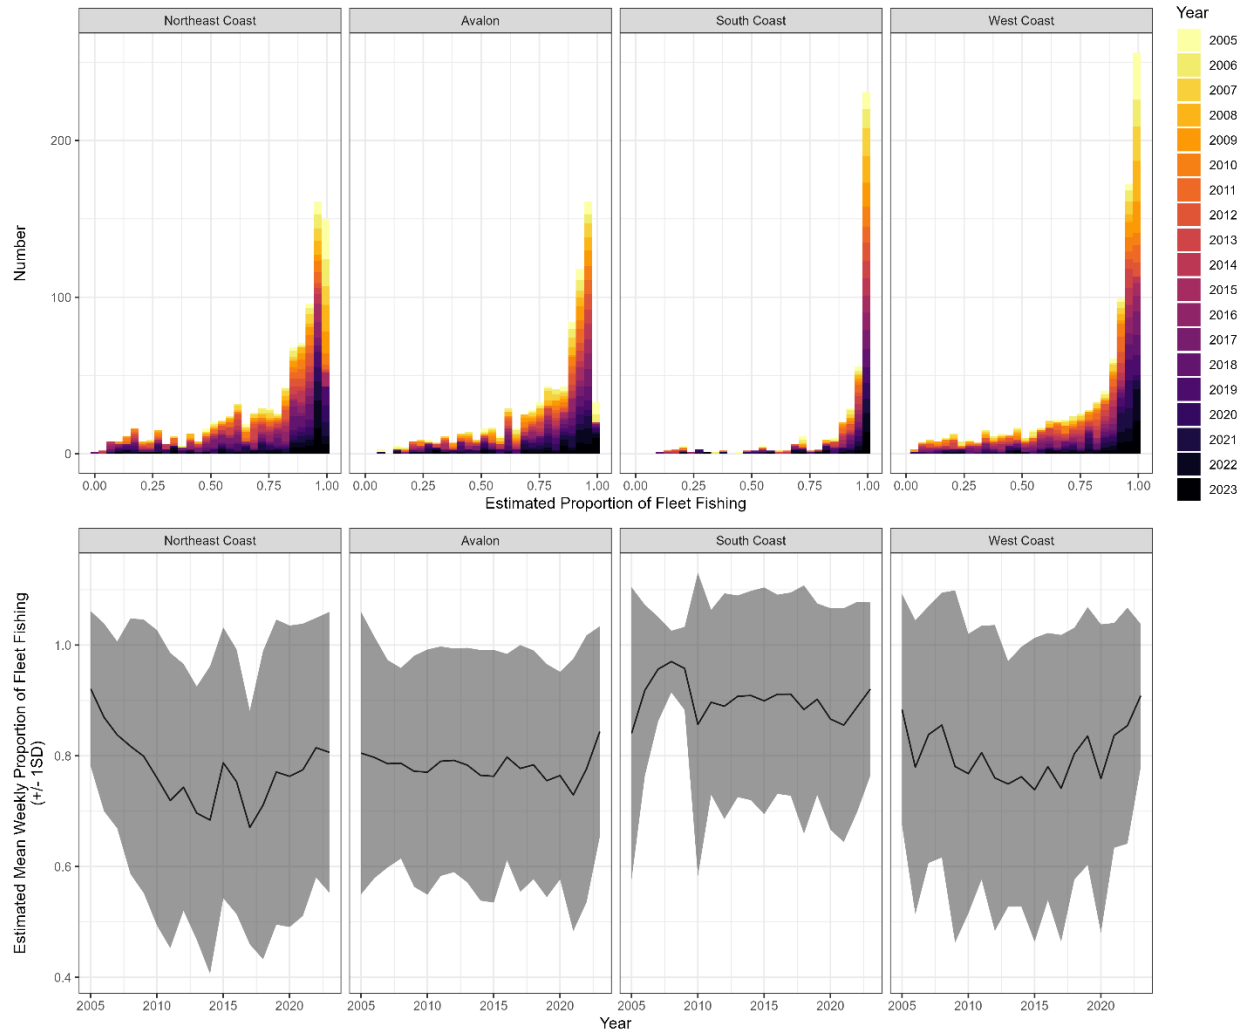 Northeast Coast Avalon South Coast West Coast
Year
2005
2006
2007
2008
2009
2010
2011
2012
2013
2014
2015
2016
2017
2018
2019
2020
2021
2022
2023
Number
200
100
0
0.00 0.25 0.50 0.75 1.00 0.00 0.25 0.50 0.75 1.00 0.00 0.25 0.50 0.75 1.00 0.00 0.25 0.50 0.75 1.00
Estimated Proportion of Fleet Fishing
Northeast Coast Avalon South Coast West Coast
Estimated Mean Weekly Proportion of Fleet Fishing
(+/- 1SD)
1.0
0.8
0.6
0.4
2005 2010 2015 2020 2005 2010 2015 2020 2005 2010 2015 2020 2005 2010 2015 2020
Year